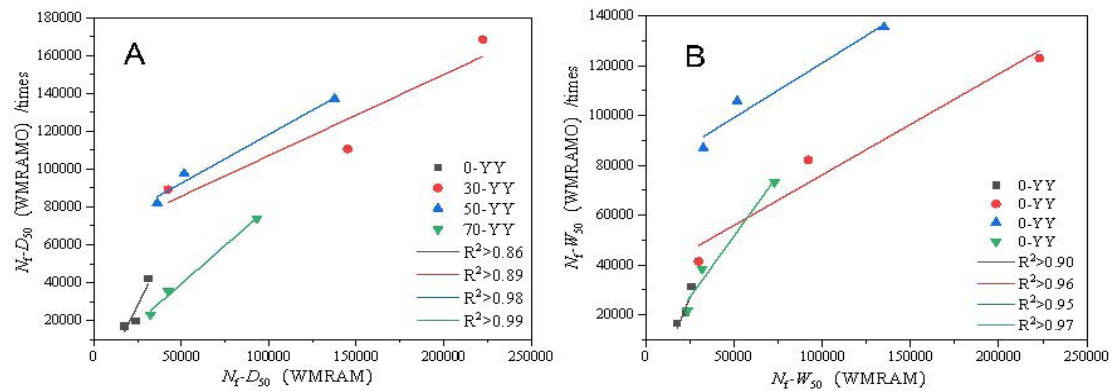 A
180000
160000
140000
120000
100000
80000
60000
40000
20000
0
50000
100000
150000
200000
250000
Nf-D50 (WMRAMO) /times
Nf-D50 (WMRAM)
0-YY
30-YY
50-YY
70-YY
R²>0.86
R²>0.89
R²>0.98
R²>0.99
B
140000
120000
100000
80000
60000
40000
20000
0
50000
100000
150000
200000
250000
Nf-W50 (WMRAMO) /times
Nf-W50 (WMRAM)
0-YY
0-YY
0-YY
0-YY
R²>0.90
R²>0.96
R²>0.95
R²>0.97